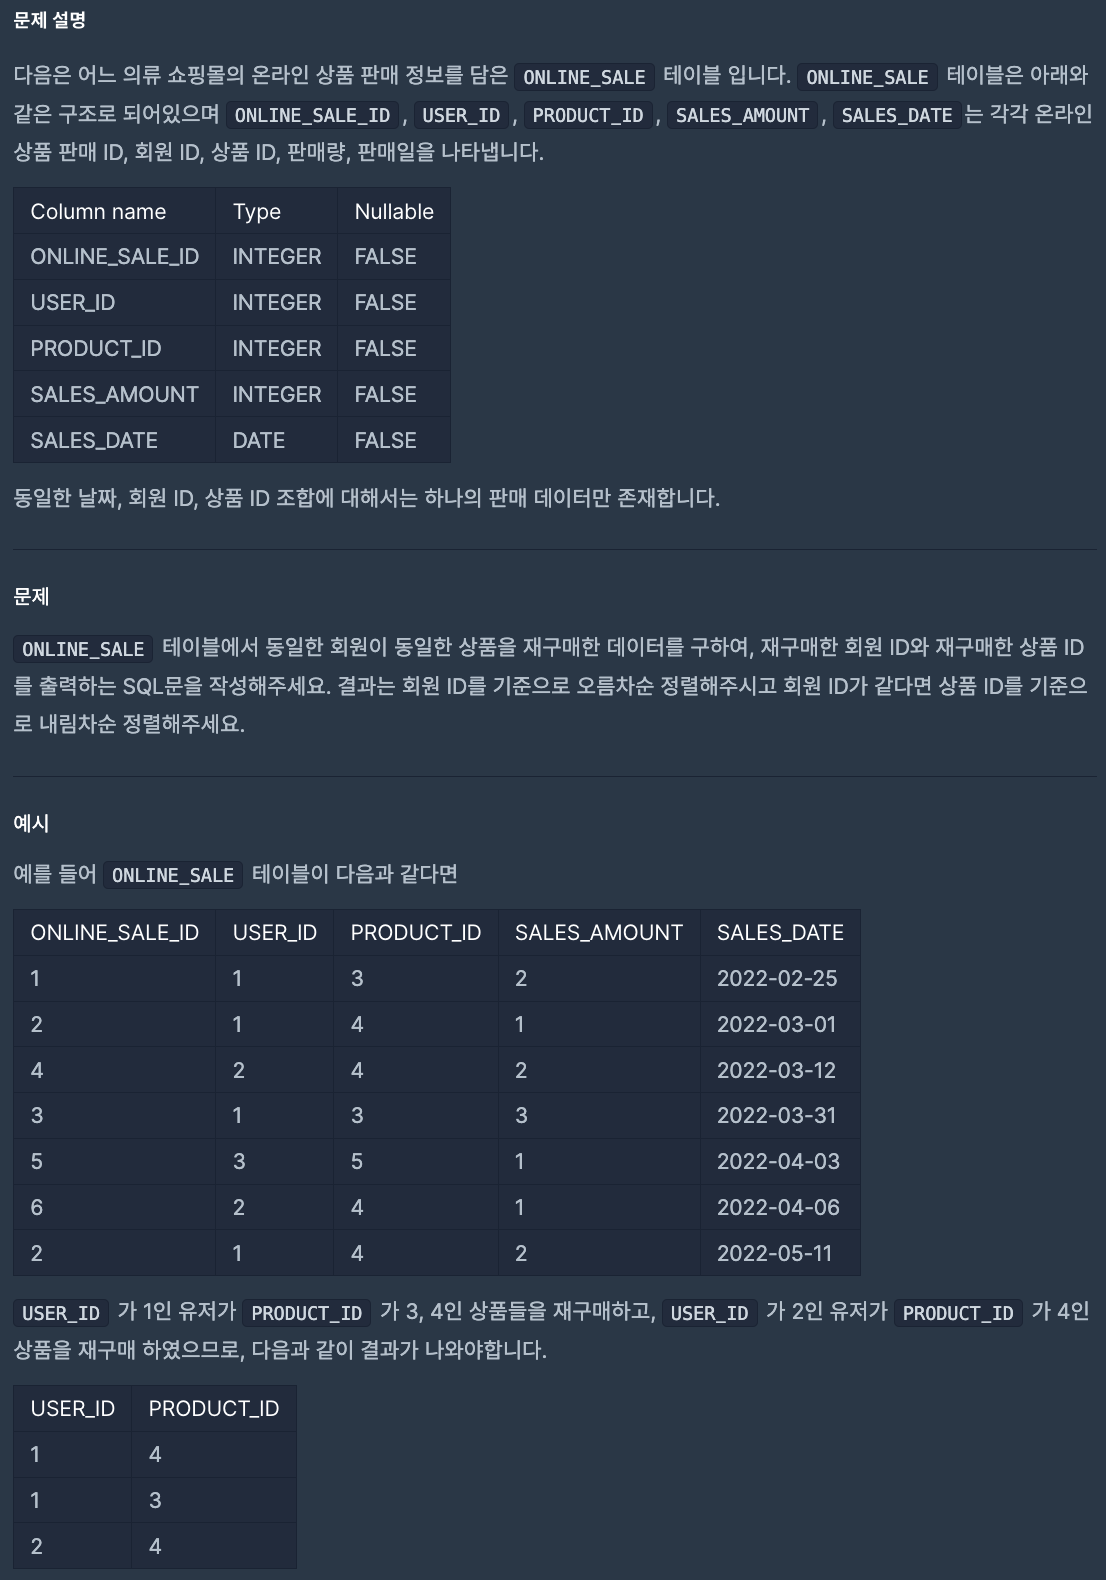 문제 설명
다음은 어느 의류 쇼핑몰의 온라인 상품 판매 정보를 담은 ONLINE_SALE 테이블 입니다. ONLINE_SALE 테이블은 아래와
같은 구조로 되어있으며 ONLINE_SALE_ID , USER_ID , PRODUCT_ID , SALES_AMOUNT , SALES_DATE 는 각각 온라인
상품 판매 ID, 회원 ID, 상품 ID, 판매량, 판매일을 나타냅니다.
Column name Type Nullable
ONLINE_SALE_ID INTEGER FALSE
USER_ID INTEGER FALSE
PRODUCT_ID INTEGER FALSE
SALES_AMOUNT INTEGER FALSE
SALES_DATE DATE FALSE
동일한 날짜, 회원 ID, 상품 ID 조합에 대해서는 하나의 판매 데이터만 존재합니다.
문제
ONLINE_SALE 테이블에서 동일한 회원이 동일한 상품을 재구매한 데이터를 구하여, 재구매한 회원 ID와 재구매한 상품 ID
를 출력하는 SQL문을 작성해주세요. 결과는 회원 ID를 기준으로 오름차순 정렬해주시고 회원 ID가 같다면 상품 ID를 기준으
로 내림차순 정렬해주세요.
예시
예를 들어 ONLINE_SALE 테이블이 다음과 같다면
ONLINE_SALE_ID USER_ID PRODUCT_ID SALES_AMOUNT SALES_DATE
1 1 3 2 2022-02-25
2 1 4 1 2022-03-01
4 2 4 2 2022-03-12
3 1 3 3 2022-03-31
5 3 5 1 2022-04-03
6 2 4 1 2022-04-06
2 1 4 2 2022-05-11
USER_ID 가 1인 유저가 PRODUCT_ID 가 3, 4인 상품들을 재구매하고, USER_ID 가 2인 유저가 PRODUCT_ID 가 4인
상품을 재구매 하였으므로, 다음과 같이 결과가 나와야합니다.
USER_ID PRODUCT_ID
1 4
1 3
2 4